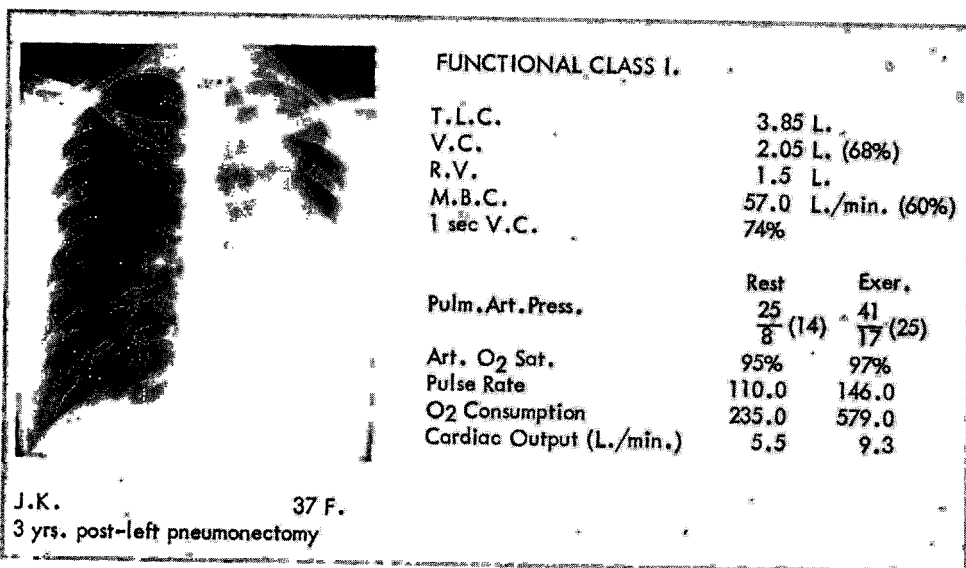 FUNCTIONAL CLASS I.
T.L.C. 3.85 L.
V.C. 2.05 L. (68%)
R.V. 1.5 L.
M.B.C. 57.0 L./min. (60%)
1 sec V.C. 74%
Rest Exer.
Pulm.Art.Press. 25/8 (14) 41/17 (25)
Art. O2 Sat. 95% 97%
Pulse Rate 110.0 146.0
O2 Consumption 235.0 579.0
Cardiac Output (L./min.) 5.5 9.3
J.K. 37 F.
3 yrs. post-left pneumonectomy